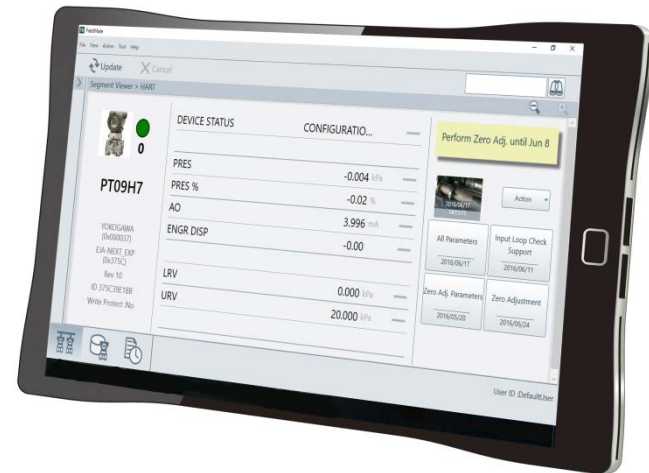 FieldMate
File View Action Tool Help
Update Cancel
Segment Viewer > HART
0
PT09H7
YOKOGAWA
(0x000037)
EJA-NEXT_EXP
(0x375C)
Rev 10
ID 375C39E1BB
Write Protect :No
DEVICE STATUS CONFIGURATIO...
PRES -0.004 kPa
PRES % -0.02 %
AO 3.996 mA
ENGR DISP -0.00
LRV 0.000 kPa
URV 20.000 kPa
Perform Zero Adj. until Jun 8
2016/06/17
Action
All Parameters
2016/06/17
Input Loop Check
Support
2016/06/11
Zero Adj. Parameters
2016/05/20
Zero Adjustment
2016/06/24
User ID :DefaultUser